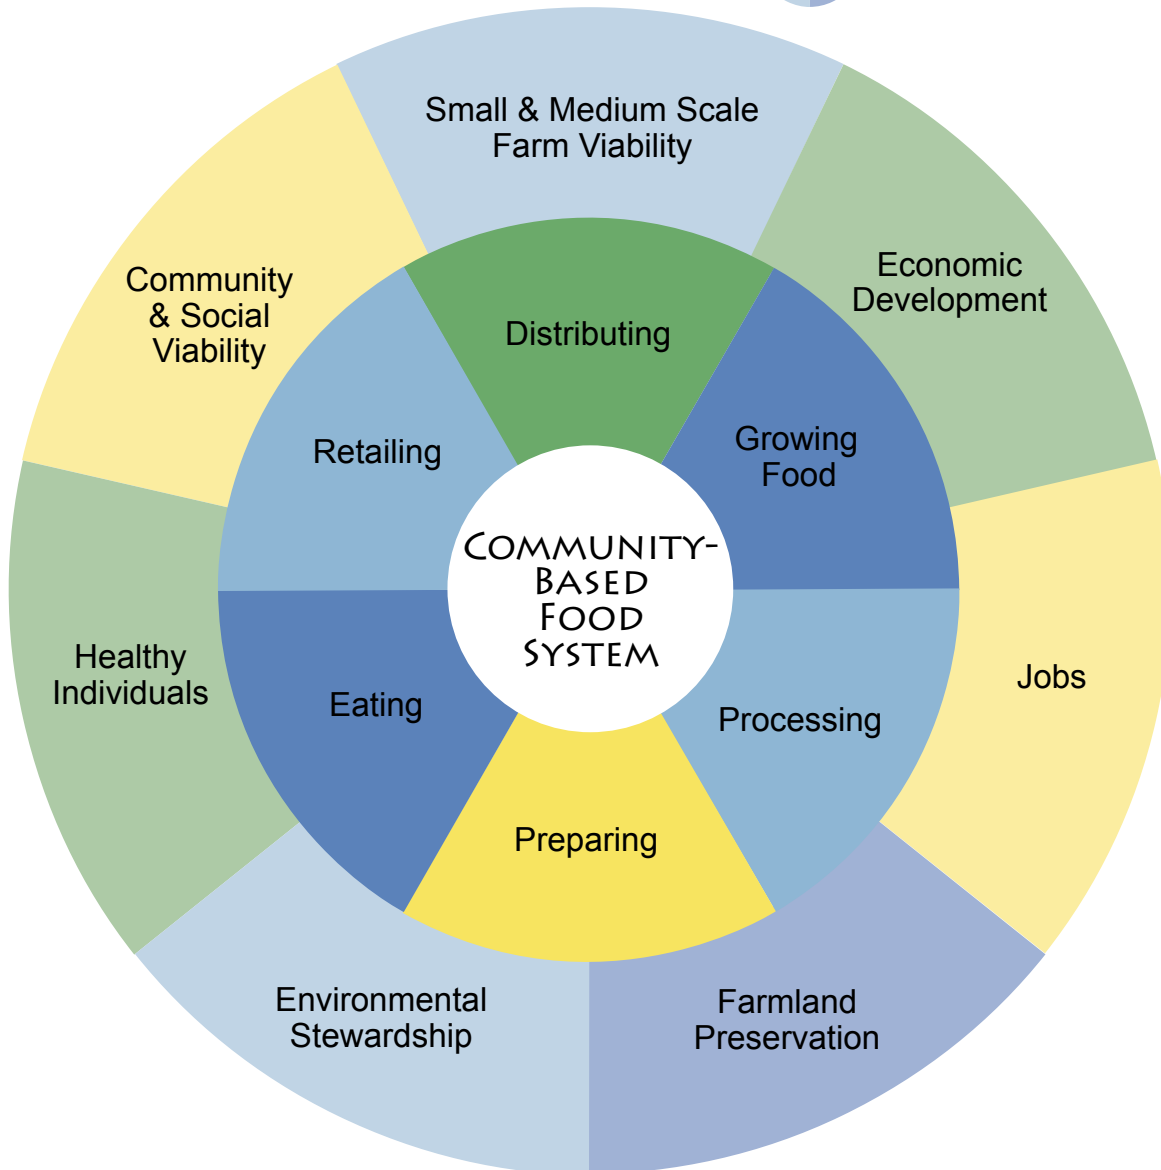 Small & Medium Scale
Farm Viability
Economic
Development
Community
& Social
Viability
Distributing
Growing
Food
Retailing
COMMUNITY-
BASED
FOOD
SYSTEM
Healthy
Individuals
Jobs
Eating
Processing
Preparing
Environmental
Stewardship
Farmland
Preservation